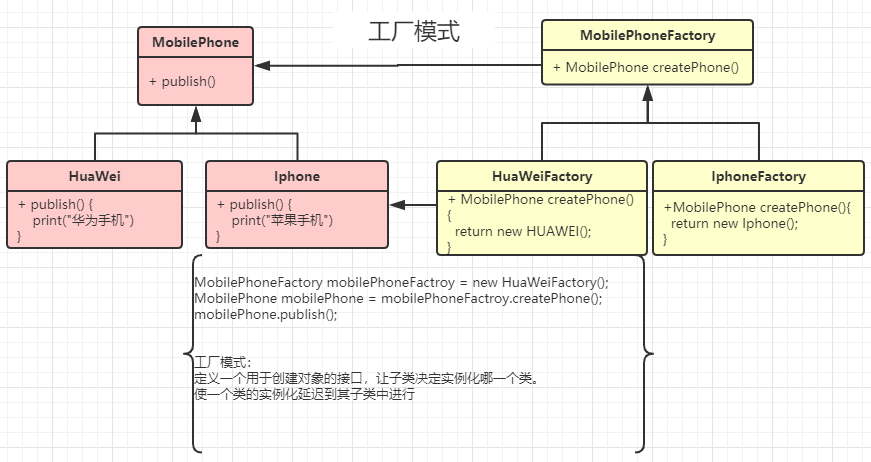 工厂模式
MobilePhone
+ publish()
MobilePhoneFactory
+ MobilePhone createPhone()
HuaWei
+ publish() {
print("华为手机")
}
Iphone
+ publish() {
print("苹果手机")
}
HuaWeiFactory
+ MobilePhone createPhone()
{
return new HUAWEI();
}
IphoneFactory
+MobilePhone createPhone(){
return new Iphone();
}
MobilePhoneFactory mobilePhoneFactroy = new HuaWeiFactory();
MobilePhone mobilePhone = mobilePhoneFactroy.createPhone();
mobilePhone.publish();
工厂模式：
定义一个用于创建对象的接口，让子类决定实例化哪一个类。
使一个类的实例化延迟到其子类中进行